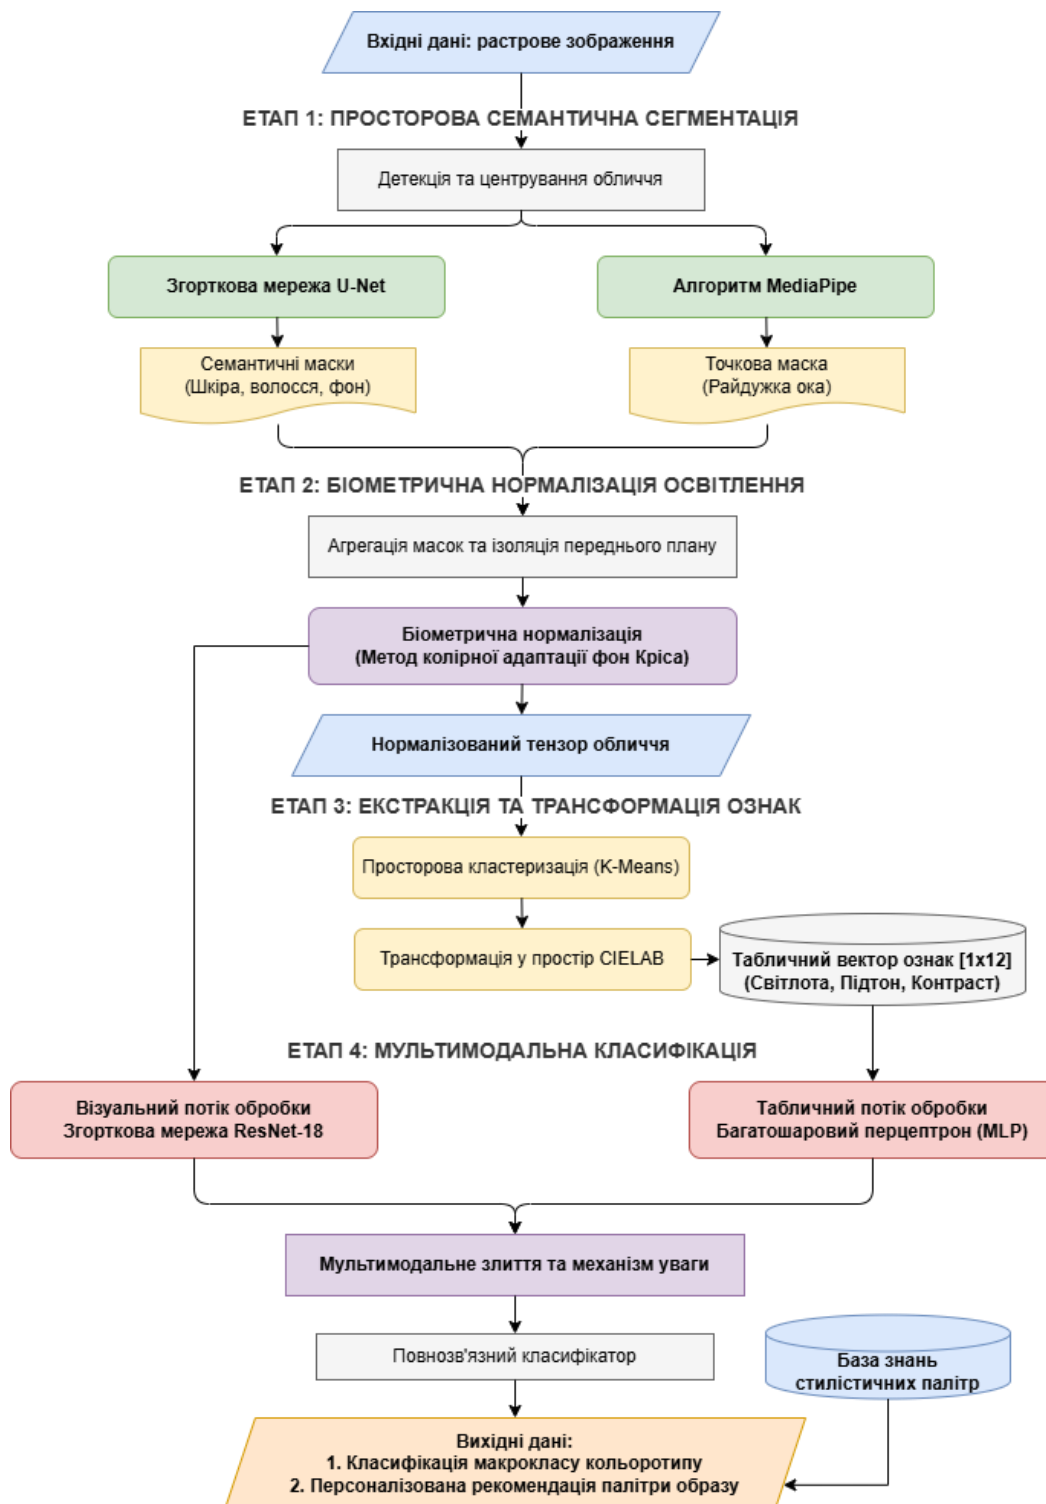 Вхідні дані: растрове зображення
ЕТАП 1: ПРОСТОРОВА СЕМАНТИЧНА СЕГМЕНТАЦІЯ
Детекція та центрування обличчя
Згорткова мережа U-Net
Алгоритм MediaPipe
Семантичні маски
(Шкіра, волосся, фон)
Точкова маска
(Райдужка ока)
ЕТАП 2: БІОМЕТРИЧНА НОРМАЛІЗАЦІЯ ОСВІТЛЕННЯ
Агрегація масок та ізоляція переднього плану
Біометрична нормалізація
(Метод колірної адаптації фон Кріса)
Нормалізований тензор обличчя
ЕТАП 3: ЕКСТРАКЦІЯ ТА ТРАНСФОРМАЦІЯ ОЗНАК
Просторова кластеризація (K-Means)
Трансформація у простір CIELAB
Табличний вектор ознак [1x12]
(Світлота, Підтон, Контраст)
ЕТАП 4: МУЛЬТИМОДАЛЬНА КЛАСИФІКАЦІЯ
Візуальний потік обробки
Згорткова мережа ResNet-18
Табличний потік обробки
Багатошаровий перцептрон (MLP)
Мультимодальне злиття та механізм уваги
Повнозв'язний класифікатор
База знань
стилістичних палітр
Вихідні дані:
1. Класифікація макрокласу кольоротипу
2. Персоналізована рекомендація палітри образу